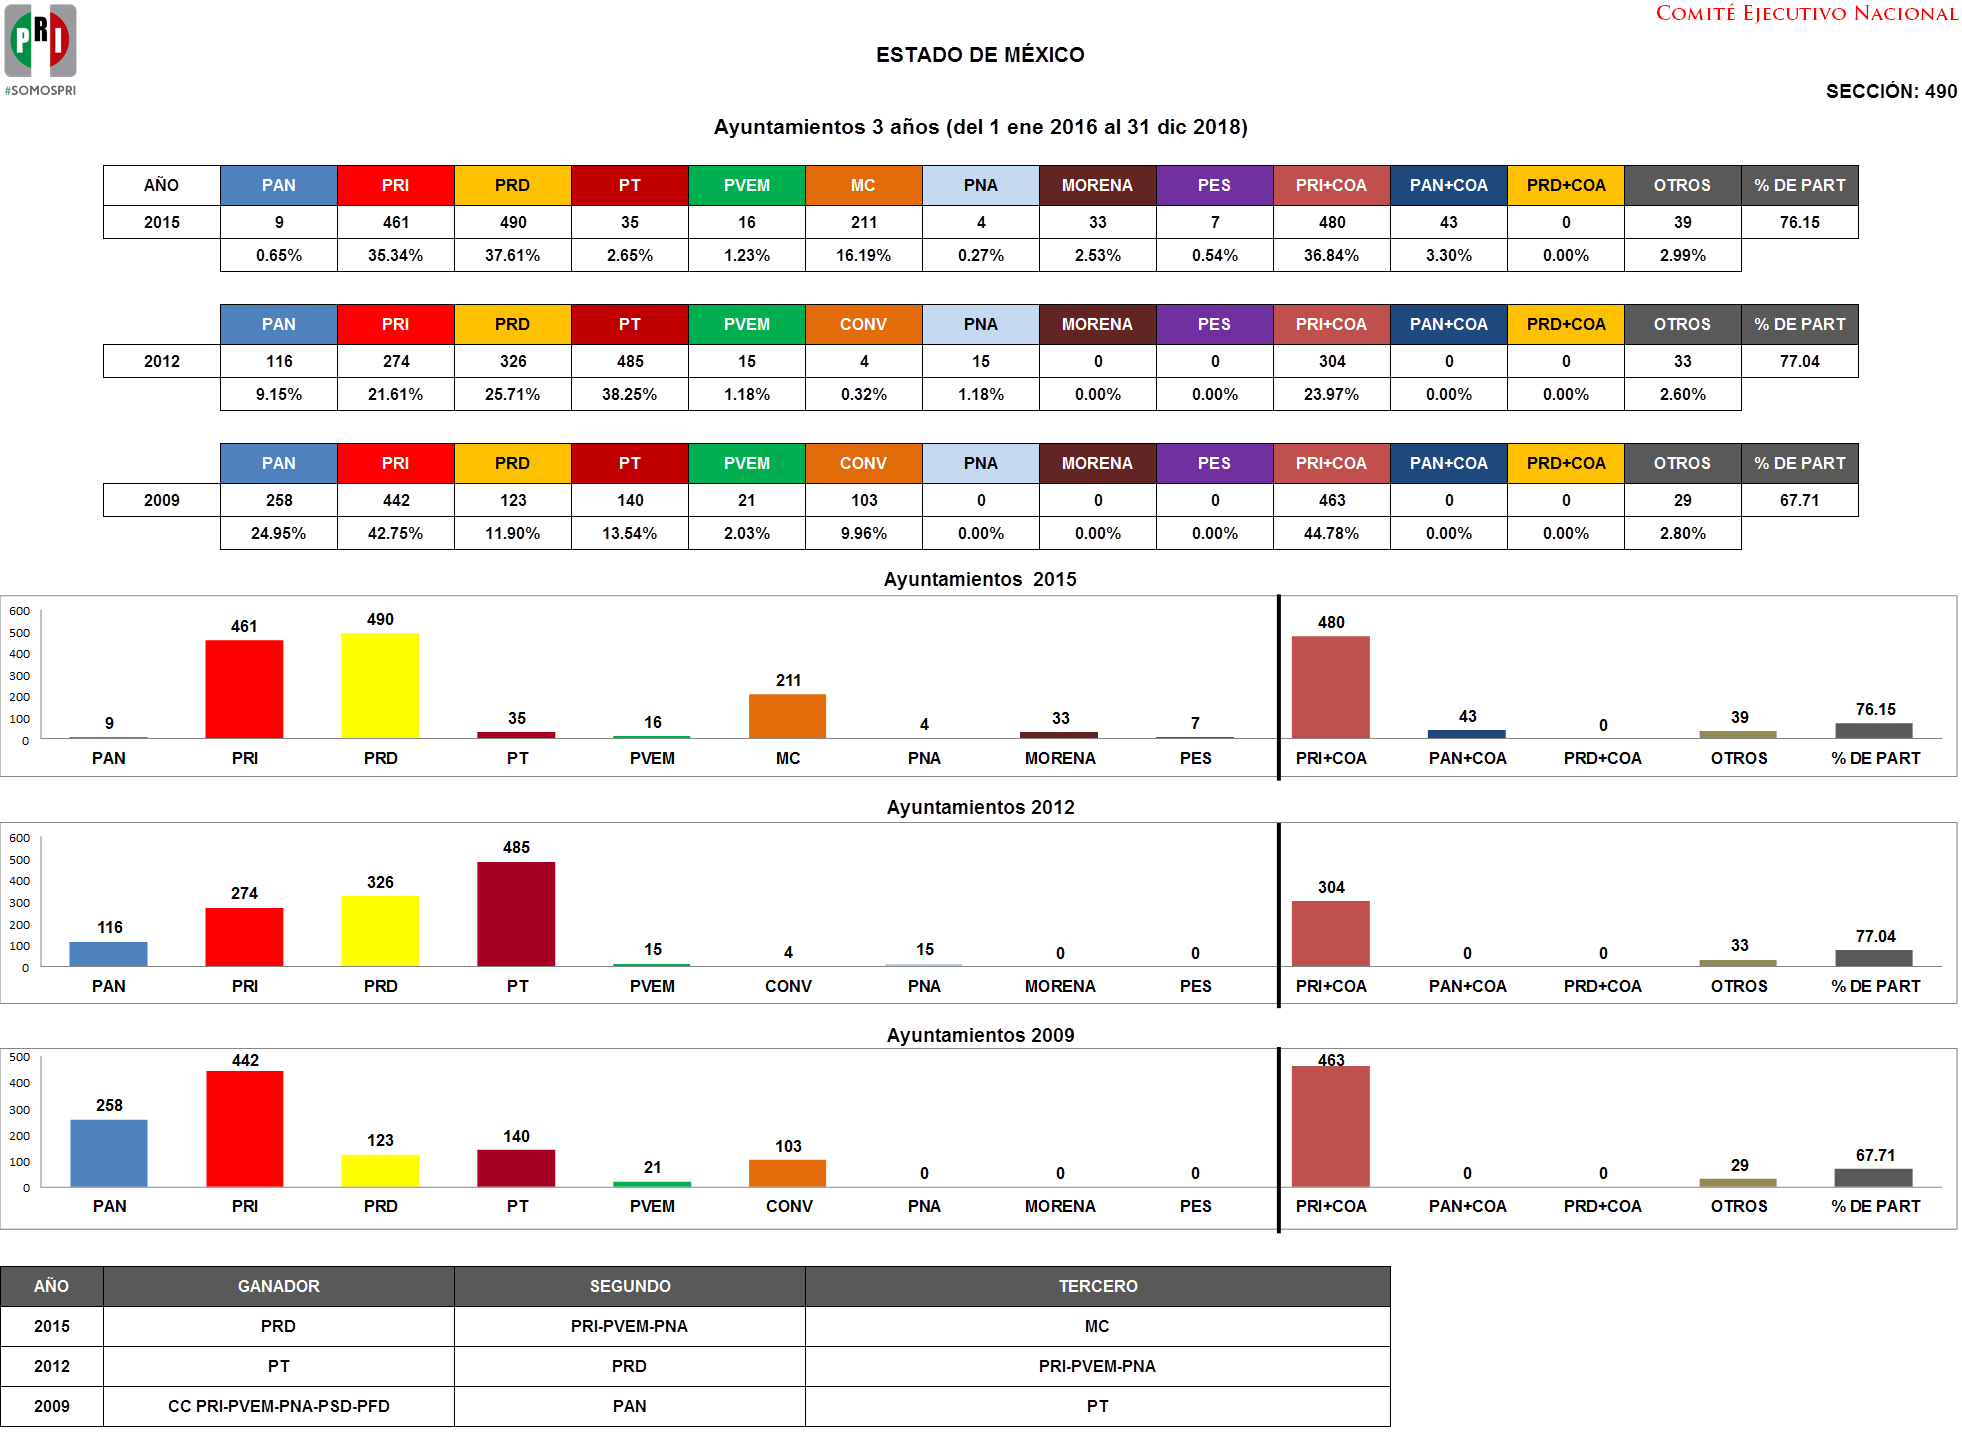 PRI
#SOMOSPRI
COMITÉ EJECUTIVO NACIONAL
ESTADO DE MÉXICO
SECCIÓN: 490
Ayuntamientos 3 años (del 1 ene 2016 al 31 dic 2018)
AÑO PAN PRI PRD PT PVEM MC PNA MORENA PES PRI+COA PAN+COA PRD+COA OTROS % DE PART
2015 9 461 490 35 16 211 4 33 7 480 43 0 39 76.15
0.65% 35.34% 37.61% 2.65% 1.23% 16.19% 0.27% 2.53% 0.54% 36.84% 3.30% 0.00% 2.99%
PAN PRI PRD PT PVEM CONV PNA MORENA PES PRI+COA PAN+COA PRD+COA OTROS % DE PART
2012 116 274 326 485 15 4 15 0 0 304 0 0 33 77.04
9.15% 21.61% 25.71% 38.25% 1.18% 0.32% 1.18% 0.00% 0.00% 23.97% 0.00% 0.00% 2.60%
PAN PRI PRD PT PVEM CONV PNA MORENA PES PRI+COA PAN+COA PRD+COA OTROS % DE PART
2009 258 442 123 140 21 103 0 0 0 463 0 0 29 67.71
24.95% 42.75% 11.90% 13.54% 2.03% 9.96% 0.00% 0.00% 0.00% 44.78% 0.00% 0.00% 2.80%
Ayuntamientos 2015
600
500
400
300
200
100
0
9 461 490 35 16 211 4 33 7 480 43 0 39 76.15
PAN PRI PRD PT PVEM MC PNA MORENA PES PRI+COA PAN+COA PRD+COA OTROS % DE PART
Ayuntamientos 2012
600
500
400
300
200
100
0
116 274 326 485 15 4 15 0 0 304 0 0 33 77.04
PAN PRI PRD PT PVEM CONV PNA MORENA PES PRI+COA PAN+COA PRD+COA OTROS % DE PART
Ayuntamientos 2009
500
400
300
200
100
0
258 442 123 140 21 103 0 0 0 463 0 0 29 67.71
PAN PRI PRD PT PVEM CONV PNA MORENA PES PRI+COA PAN+COA PRD+COA OTROS % DE PART
AÑO GANADOR SEGUNDO TERCERO
2015 PRD PRI-PVEM-PNA MC
2012 PT PRD PRI-PVEM-PNA
2009 CC PRI-PVEM-PNA-PSD-PFD PAN PT